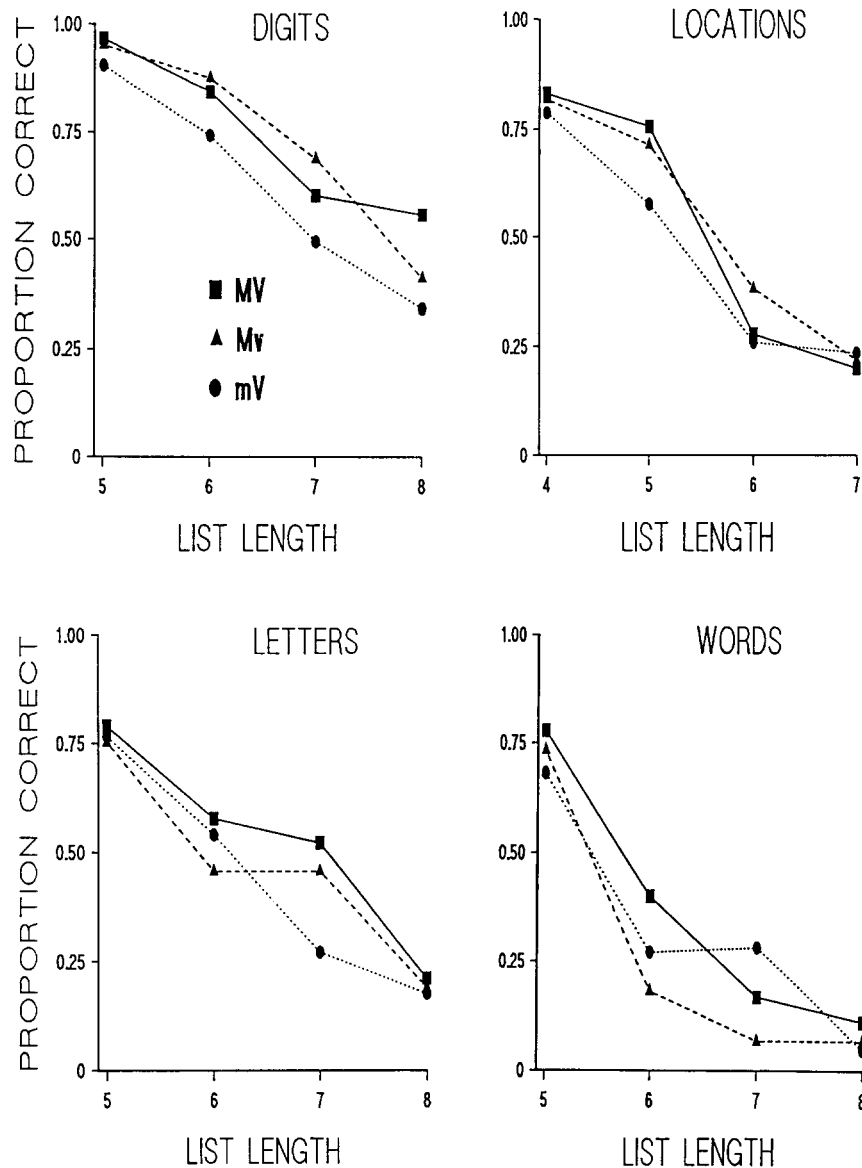 DIGITS
PROPORTION CORRECT
1.00
0.75
0.50
0.25
0
MV
Mv
mV
5 6 7 8
LIST LENGTH
LOCATIONS
1.00
0.75
0.50
0.25
0
4 5 6 7
LIST LENGTH
LETTERS
PROPORTION CORRECT
1.00
0.75
0.50
0.25
0
5 6 7 8
LIST LENGTH
WORDS
1.00
0.75
0.50
0.25
0
5 6 7 8
LIST LENGTH